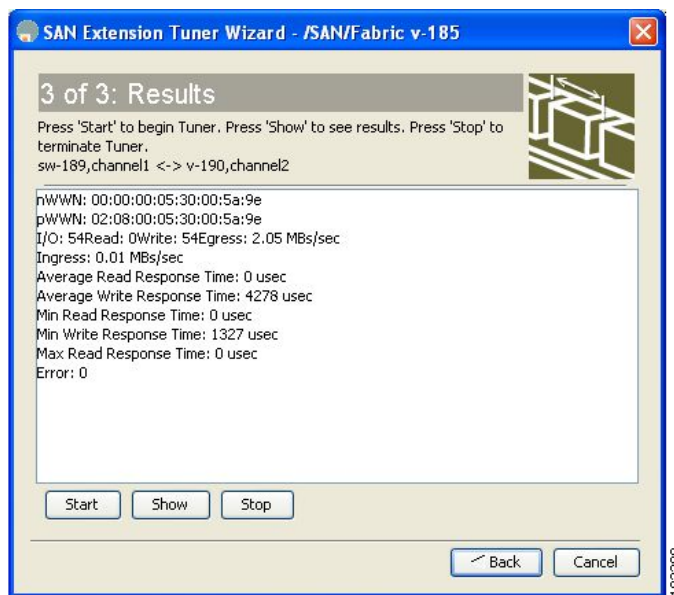 SAN Extension Tuner Wizard - /SAN/Fabric v-185
3 of 3: Results
Press 'Start' to begin Tuner. Press 'Show' to see results. Press 'Stop' to
terminate Tuner.
sw-189,channel1 <-> v-190,channel2
nWWN: 00:00:00:05:30:00:5a:9e
pWWN: 02:08:00:05:30:00:5a:9e
I/O: 54Read: 0Write: 54Egress: 2.05 MBs/sec
Ingress: 0.01 MBs/sec
Average Read Response Time: 0 usec
Average Write Response Time: 4278 usec
Min Read Response Time: 0 usec
Min Write Response Time: 1327 usec
Max Read Response Time: 0 usec
Error: 0
Start Show Stop
Back Cancel